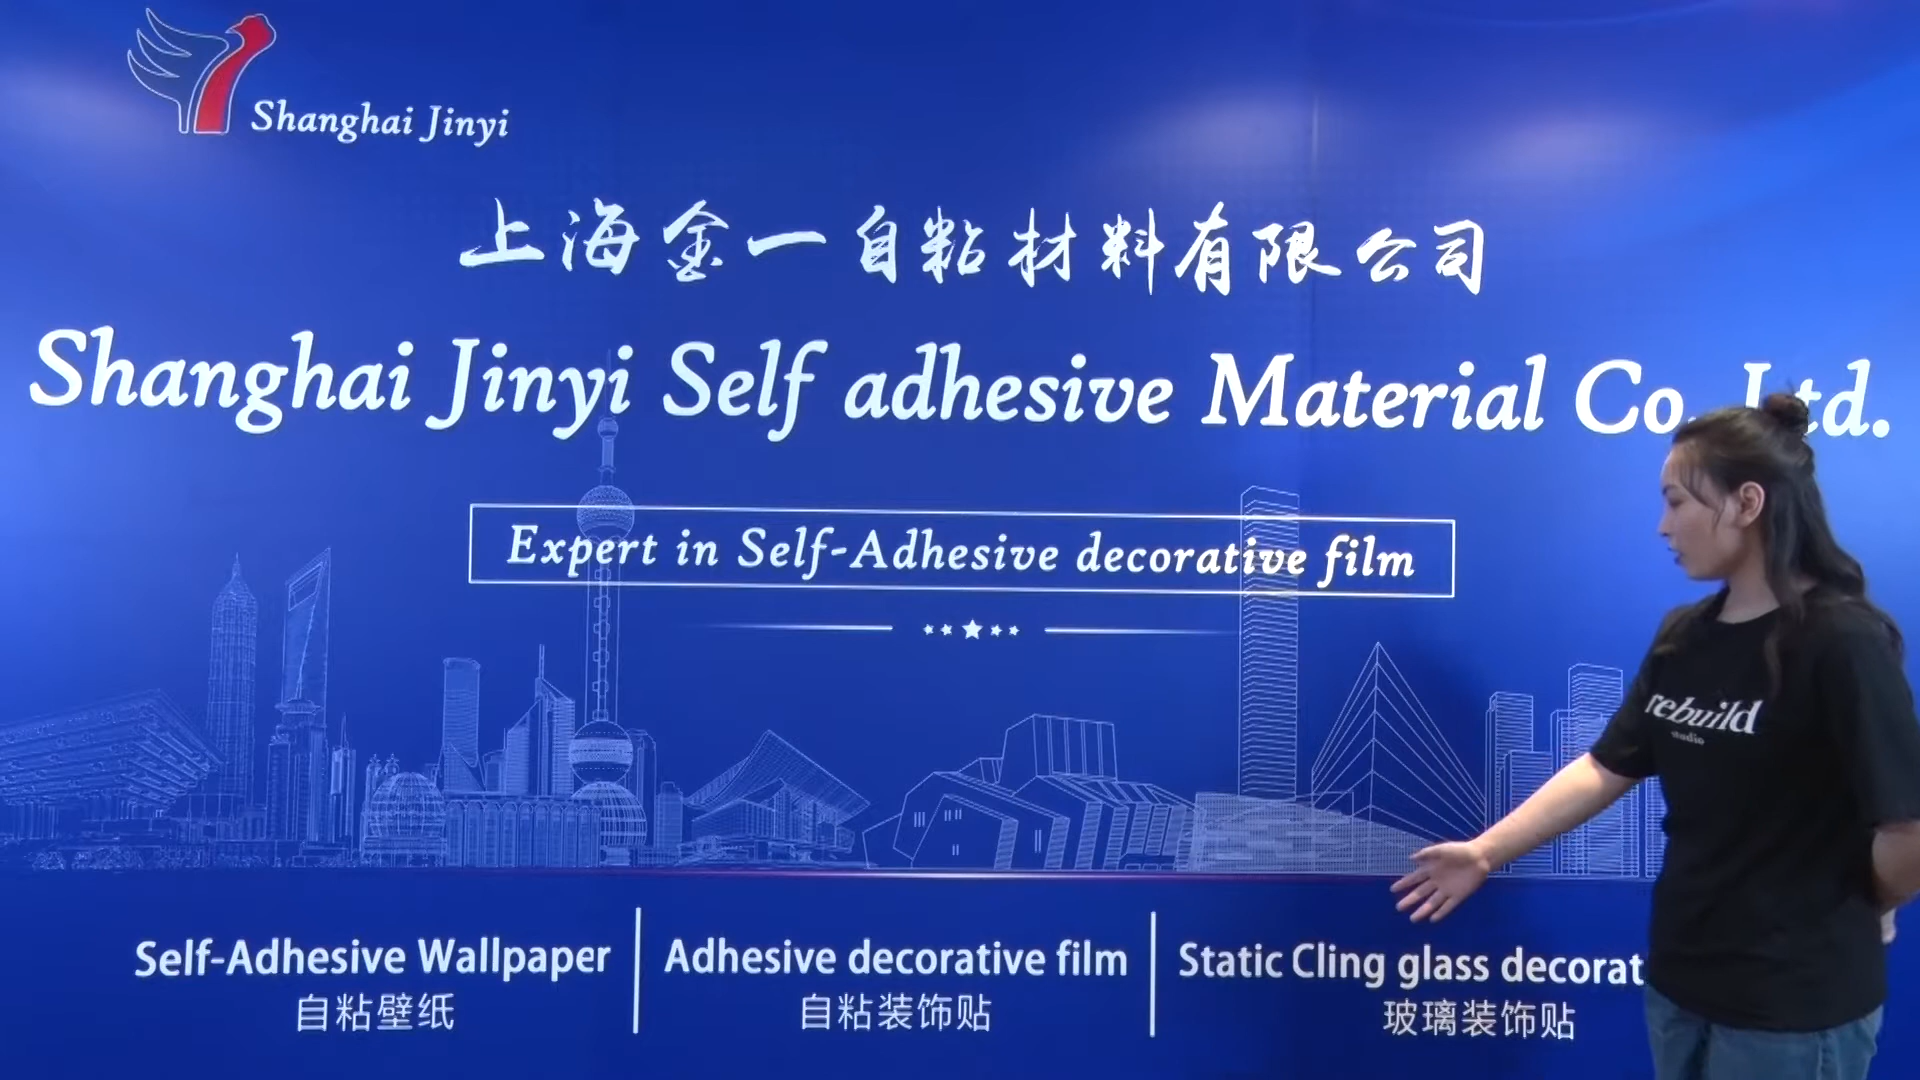 Shanghai Jinyi
上海金一自粘材料有限公司
Shanghai Jinyi Self adhesive Material Co. Ltd.
Expert in Self-Adhesive decorative film
rebuild
studio
Self-Adhesive Wallpaper
自粘壁纸
Adhesive decorative film
自粘装饰贴
Static Cling glass decorat
玻璃装饰贴